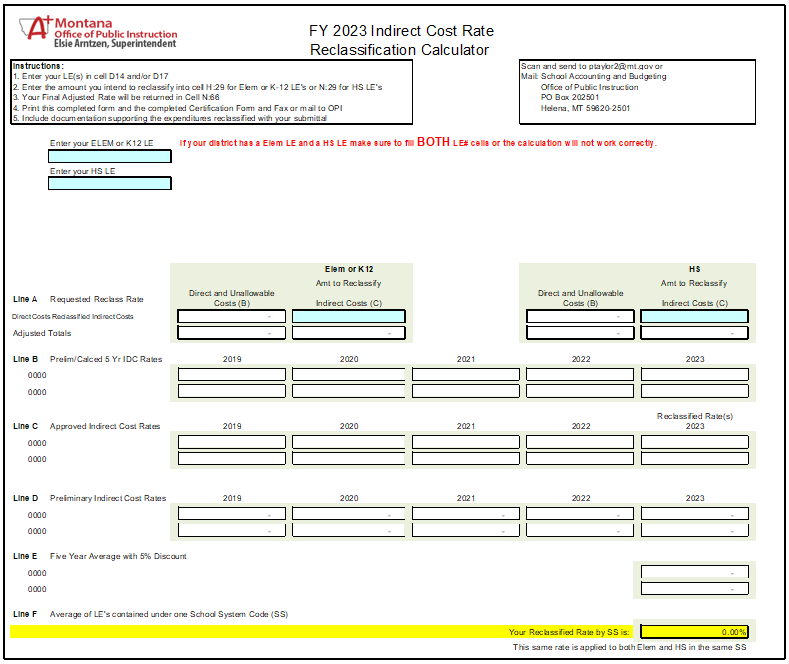 Montana
Office of Public Instruction
Elsie Arntzen, Superintendent
FY 2023 Indirect Cost Rate
Reclassification Calculator
Instructions:
1. Enter your LE(s) in cell D14 and/or D17
2. Enter the amount you intend to reclassify into cell H:29 for Elem or K-12 LE's or N:29 for HS LE's
3. Your Final Adjusted Rate will be returned in Cell N:66
4. Print this completed form and the completed Certification Form and Fax or mail to OPI
5. Include documentation supporting the expenditures reclassified with your submittal
Scan and send to ptaylor2@mt.gov or
Mail: School Accounting and Budgeting
Office of Public Instruction
PO Box 202501
Helena, MT 59620-2501
Enter your ELEM or K12 LE
If your district has a Elem LE and a HS LE make sure to fill BOTH LE# cells or the calculation will not work correctly.
Enter your HS LE
Elem or K12 HS
Amt to Reclassify Amt to Reclassify
Direct and Unallowable Direct and Unallowable
Line A Requested Reclass Rate Costs (B) Indirect Costs (C) Costs (B) Indirect Costs (C)
Direct Costs Reclassified Indirect Costs - -
Adjusted Totals - - - -
Line B Prelim/Calced 5 Yr IDC Rates 2019 2020 2021 2022 2023
0000
0000
Reclassified Rate(s)
Line C Approved Indirect Cost Rates 2019 2020 2021 2022 2023
0000
0000
Line D Preliminary Indirect Cost Rates 2019 2020 2021 2022 2023
0000 - - - - -
0000 - - - - -
Line E Five Year Average with 5% Discount
0000 -
0000 -
Line F Average of LE's contained under one School System Code (SS)
Your Reclassified Rate by SS is: 0.00%
This same rate is applied to both Elem and HS in the same SS